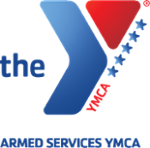 the
YMCA
®
ARMED SERVICES YMCA